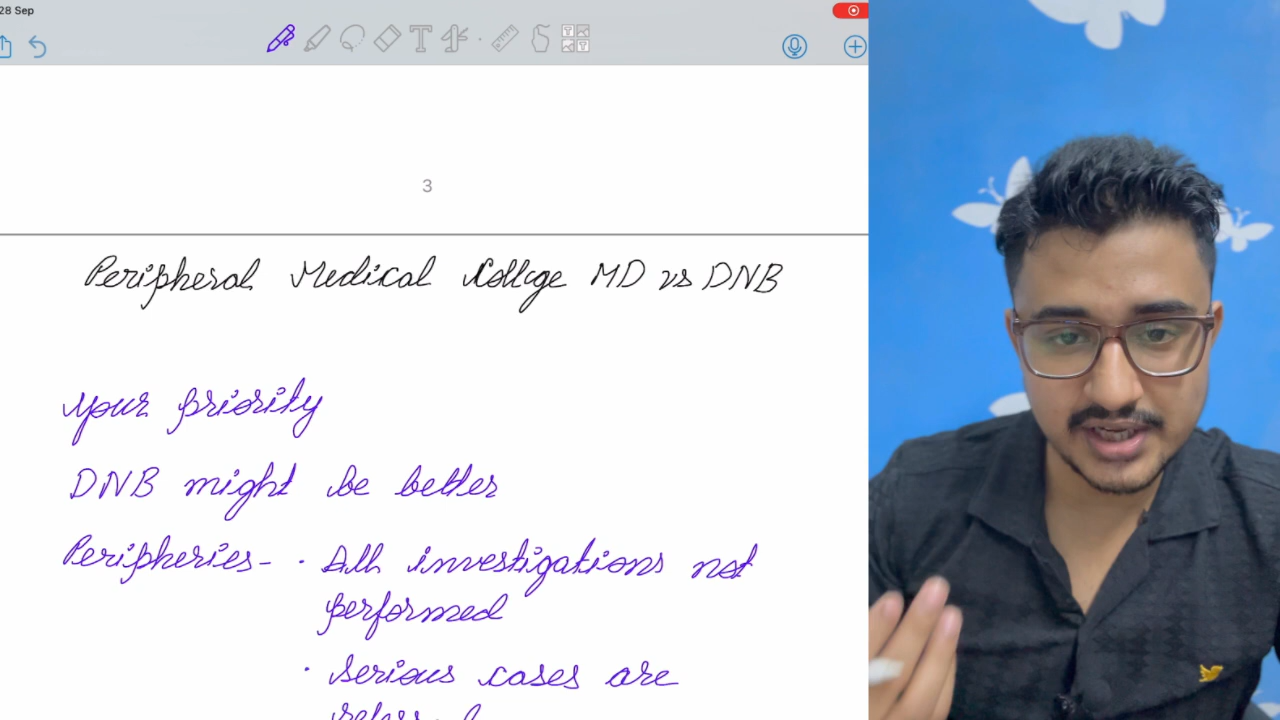 28 Sep
T
3
Peripheral Medical College MD vs DNB
Your priority
DNB might be better
Peripheries - · All investigations not
performed
· Serious cases are